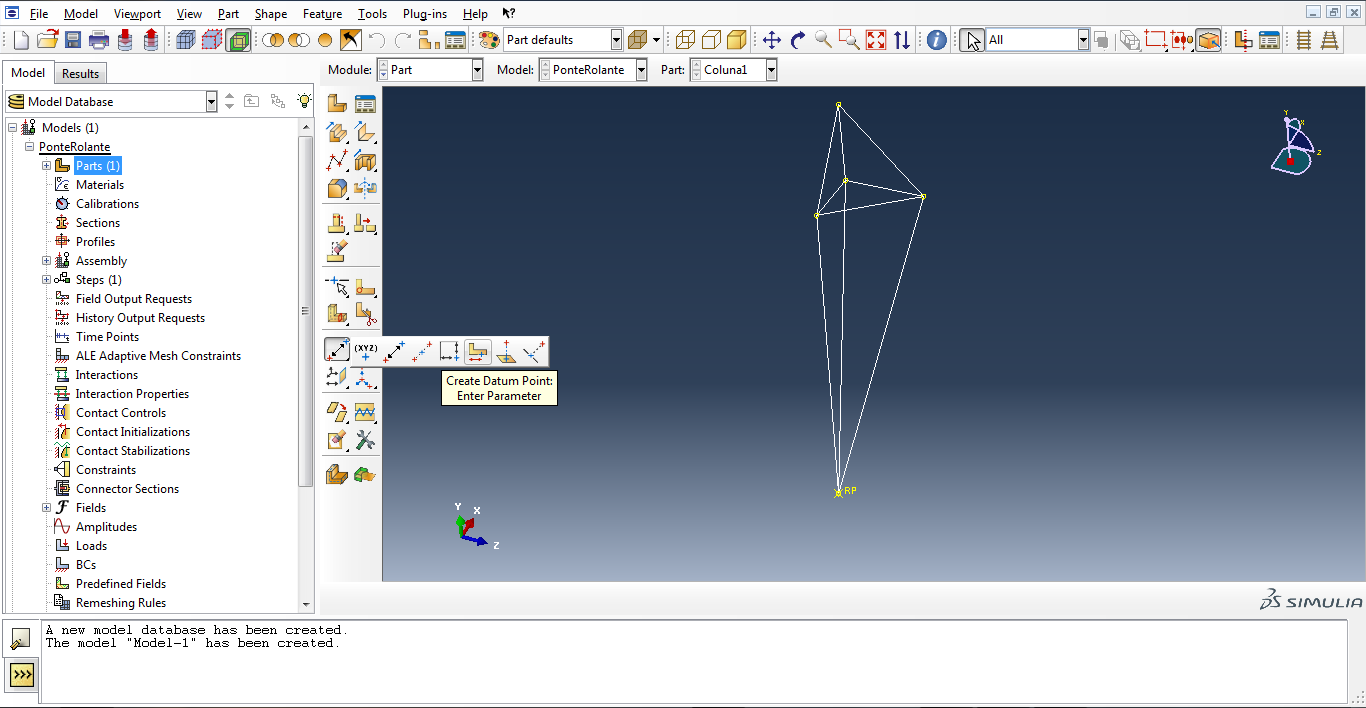 File Model Viewport View Part Shape Feature Tools Plug-ins Help
Part defaults All
Model Results Module: Part Model: PonteRolante Part: Coluna1
Model Database
Models (1)
PonteRolante
Parts (1)
Materials
Calibrations
Sections
Profiles
Assembly
Steps (1)
Field Output Requests
History Output Requests
Time Points
ALE Adaptive Mesh Constraints
Interactions
Interaction Properties
Contact Controls
Contact Initializations
Contact Stabilizations
Constraints
Connector Sections
Fields
Amplitudes
Loads
BCs
Predefined Fields
Remeshing Rules
(XYZ)
Create Datum Point:
Enter Parameter
Y
X
Z
RP
Y
X
Z
SIMULIA
A new model database has been created.
The model "Model-1" has been created.
>>>